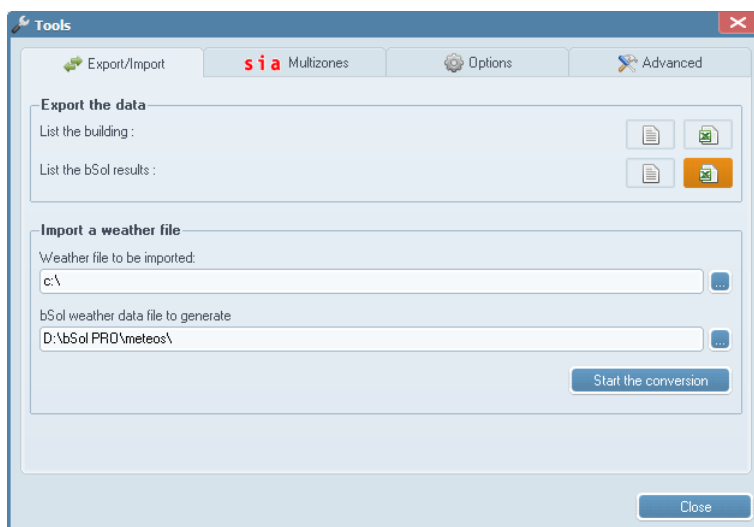 Tools
Export/Import
sia Multizones
Options
Advanced
Export the data
List the building :
List the bSol results :
Import a weather file
Weather file to be imported:
c:\
...
bSol weather data file to generate
D:\bSol PRO\meteos\
...
Start the conversion
Close